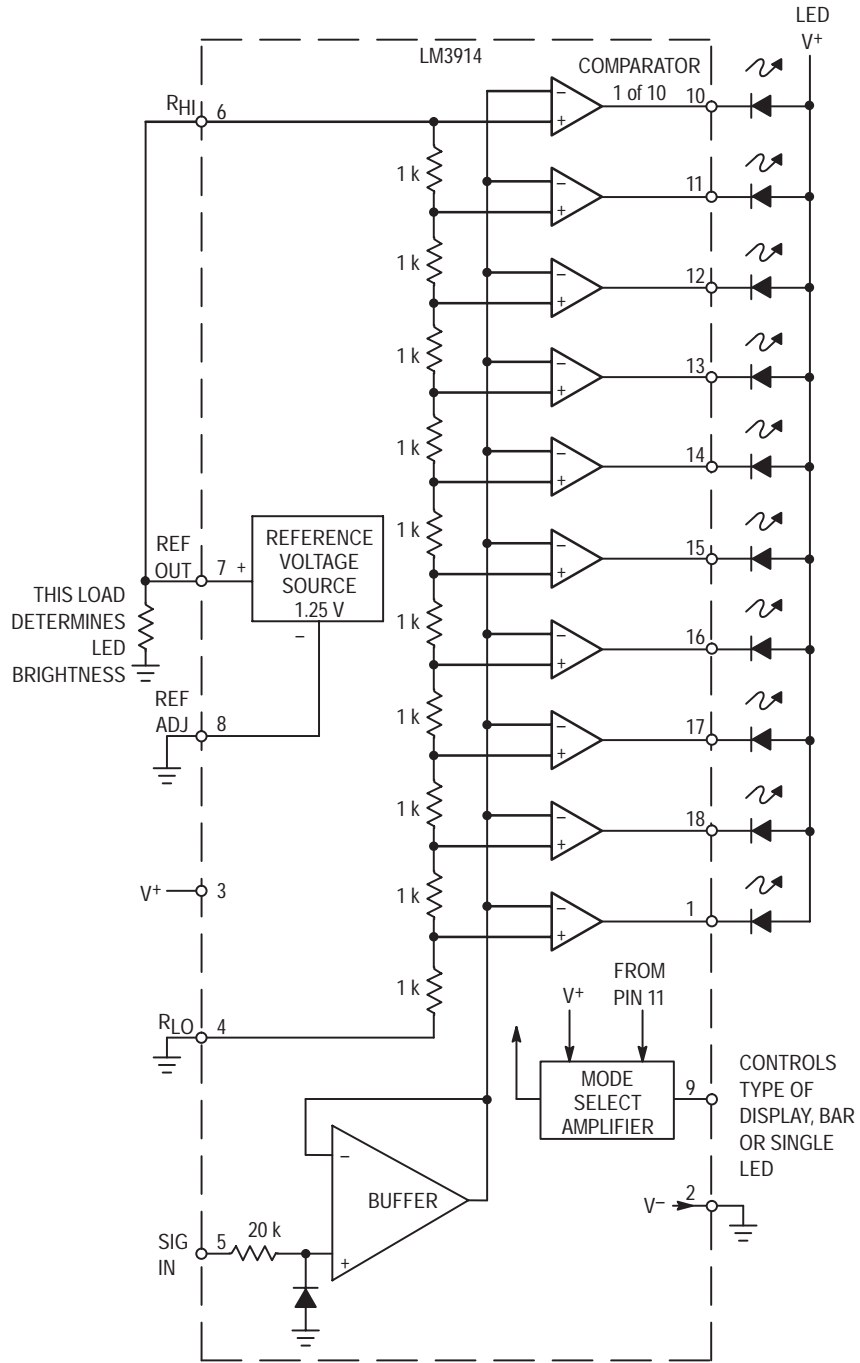 LED
V+
LM3914
COMPARATOR
1 of 10
RHI
6
10
–
+
1 k
11
–
+
1 k
12
–
+
1 k
13
–
+
1 k
14
–
+
1 k
15
–
+
REF
OUT
7
+
REFERENCE
VOLTAGE
SOURCE
1.25 V
–
THIS LOAD
DETERMINES
LED
BRIGHTNESS
1 k
16
–
+
REF
ADJ
8
1 k
17
–
+
1 k
18
–
+
V+
3
1 k
1
–
+
1 k
RLO
4
V+
FROM
PIN 11
MODE
SELECT
AMPLIFIER
9
CONTROLS
TYPE OF
DISPLAY, BAR
OR SINGLE
LED
–
BUFFER
+
V–
2
SIG
IN
5
20 k